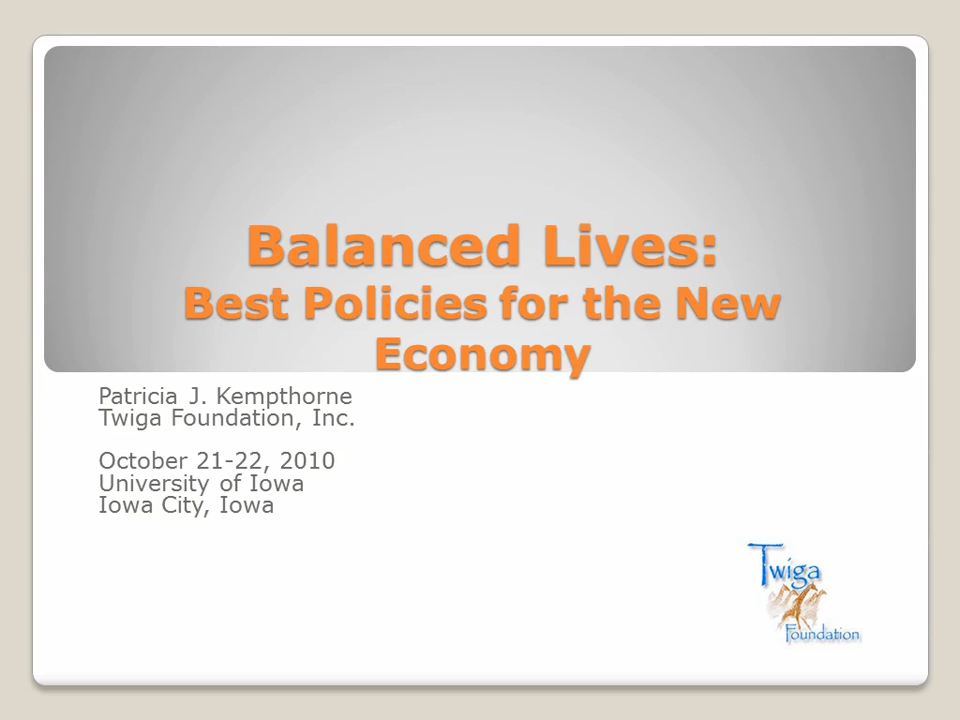 Balanced Lives:
Best Policies for the New
Economy
Patricia J. Kempthorne
Twiga Foundation, Inc.
October 21-22, 2010
University of Iowa
Iowa City, Iowa
Twiga
Foundation